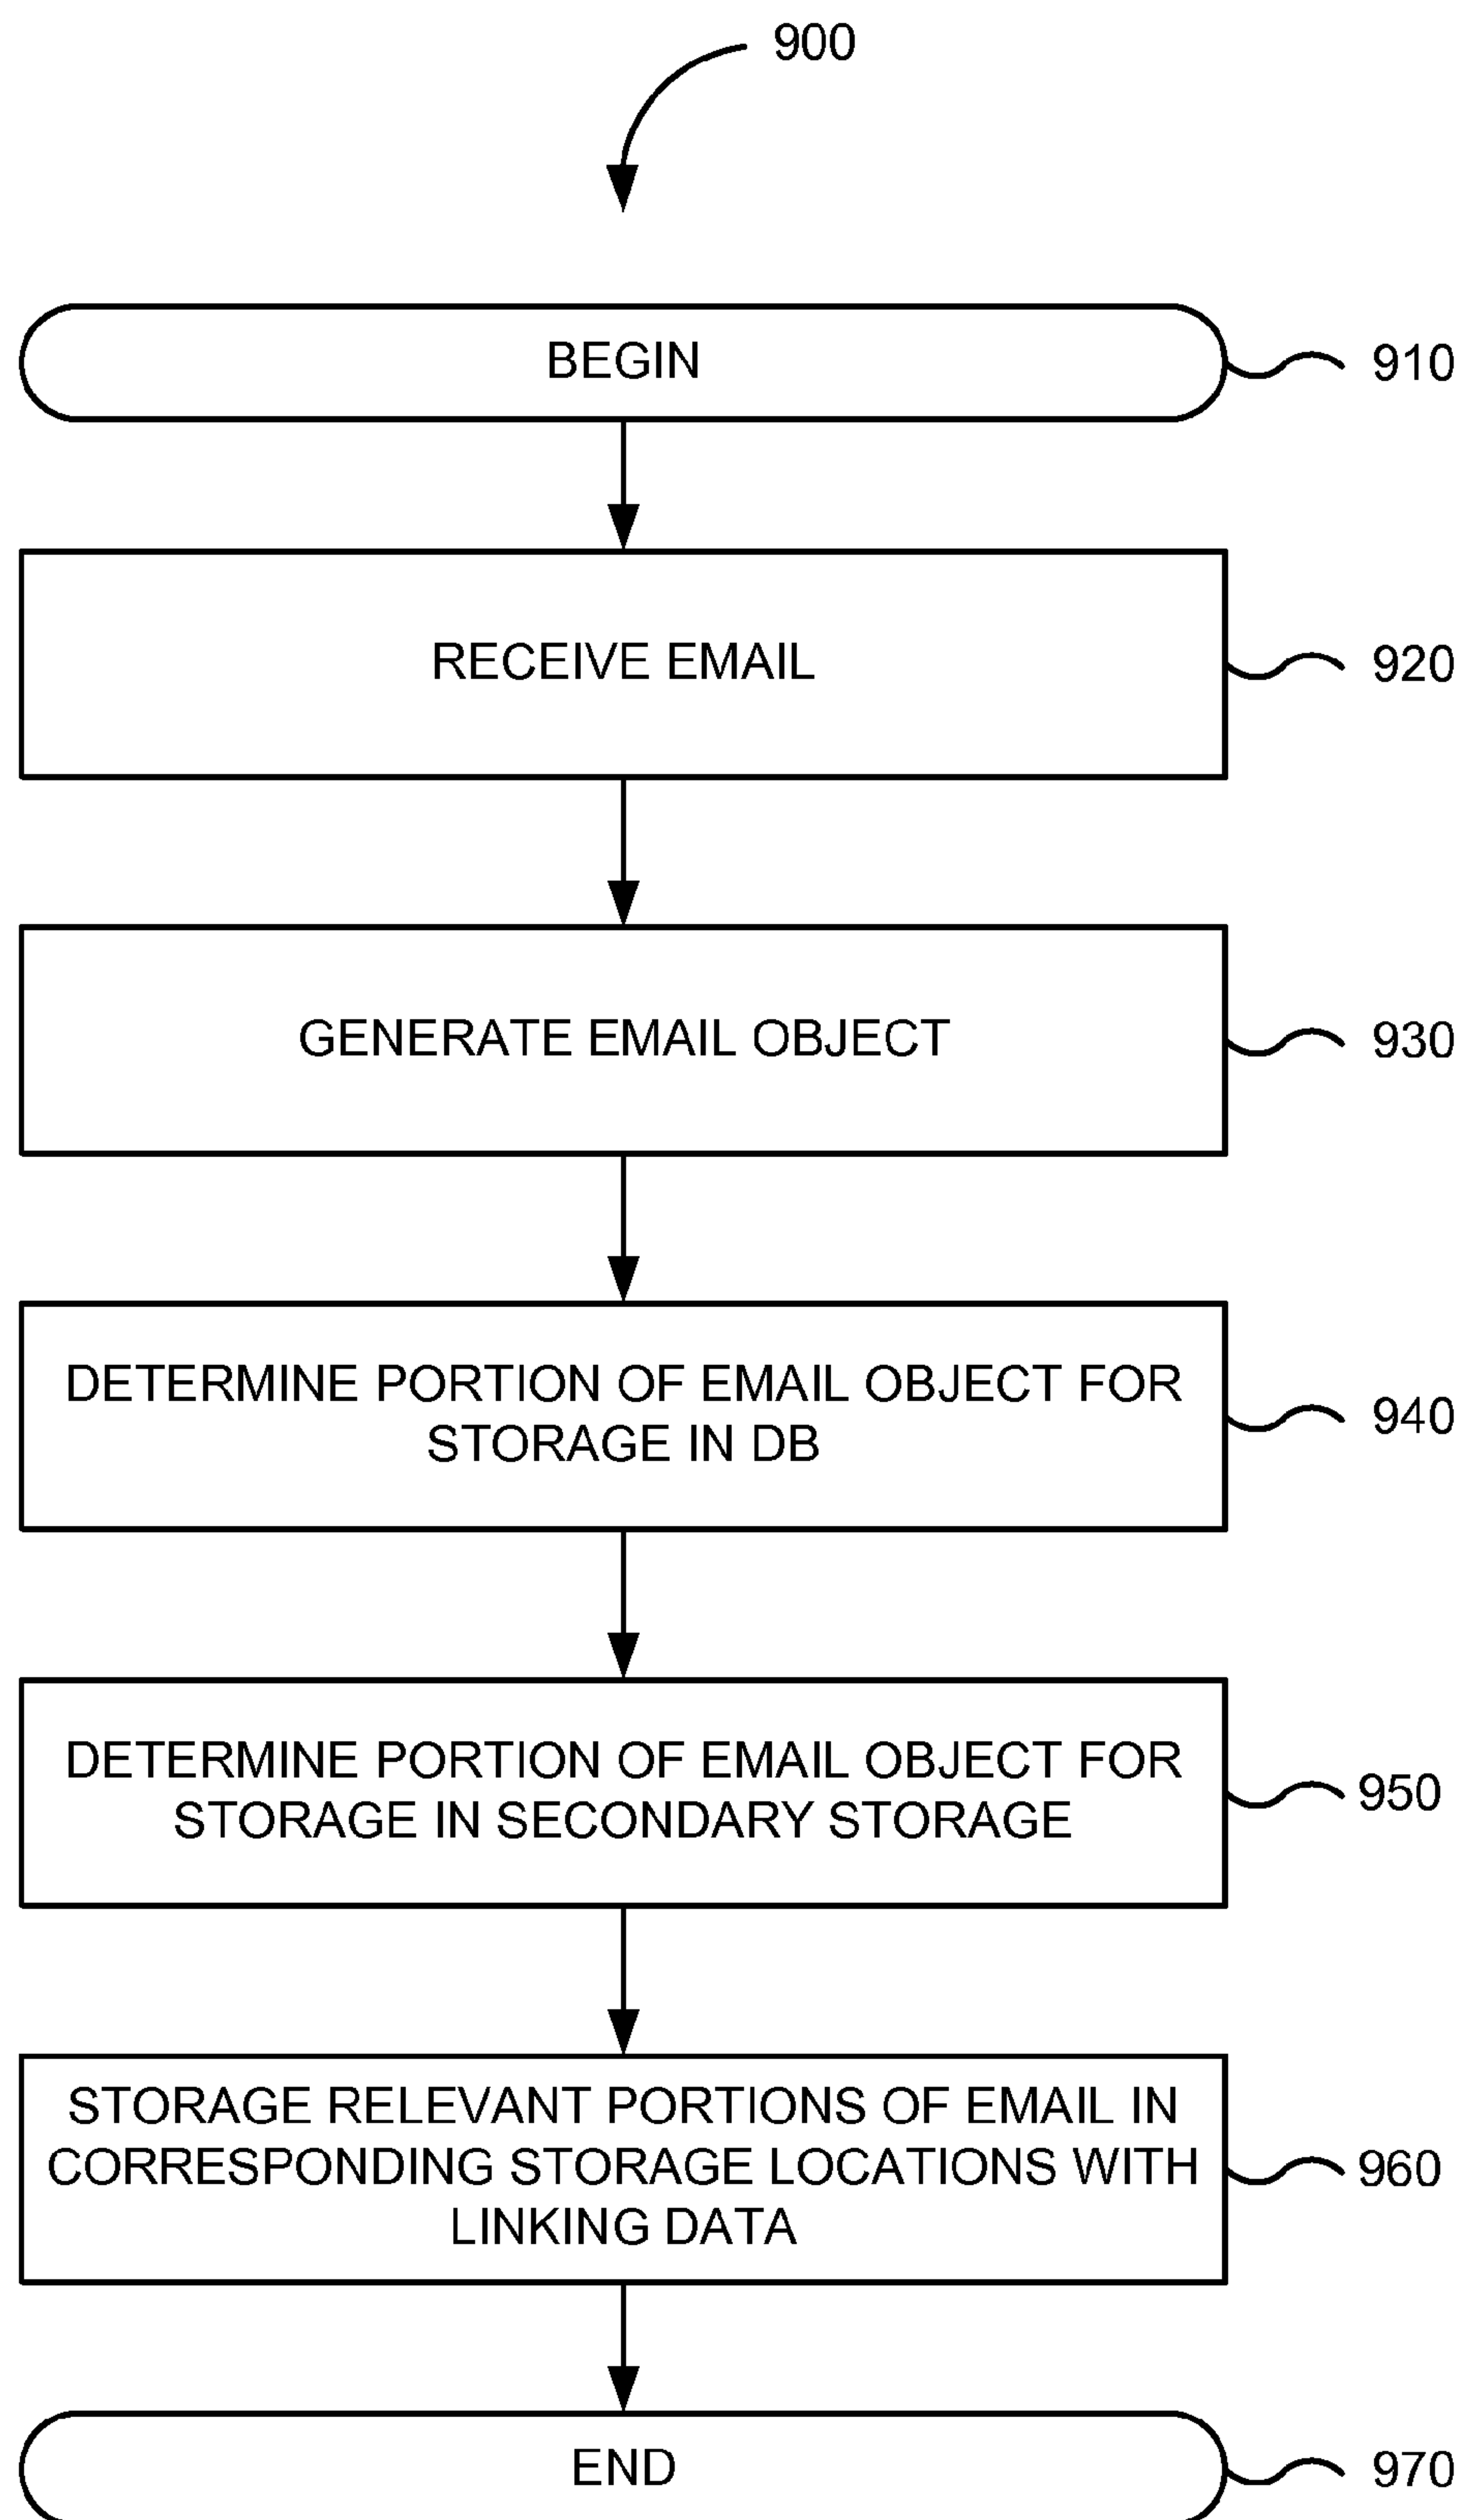 900
BEGIN
910
RECEIVE EMAIL
920
GENERATE EMAIL OBJECT
930
DETERMINE PORTION OF EMAIL OBJECT FOR
STORAGE IN DB
940
DETERMINE PORTION OF EMAIL OBJECT FOR
STORAGE IN SECONDARY STORAGE
950
STORAGE RELEVANT PORTIONS OF EMAIL IN
CORRESPONDING STORAGE LOCATIONS WITH
LINKING DATA
960
END
970